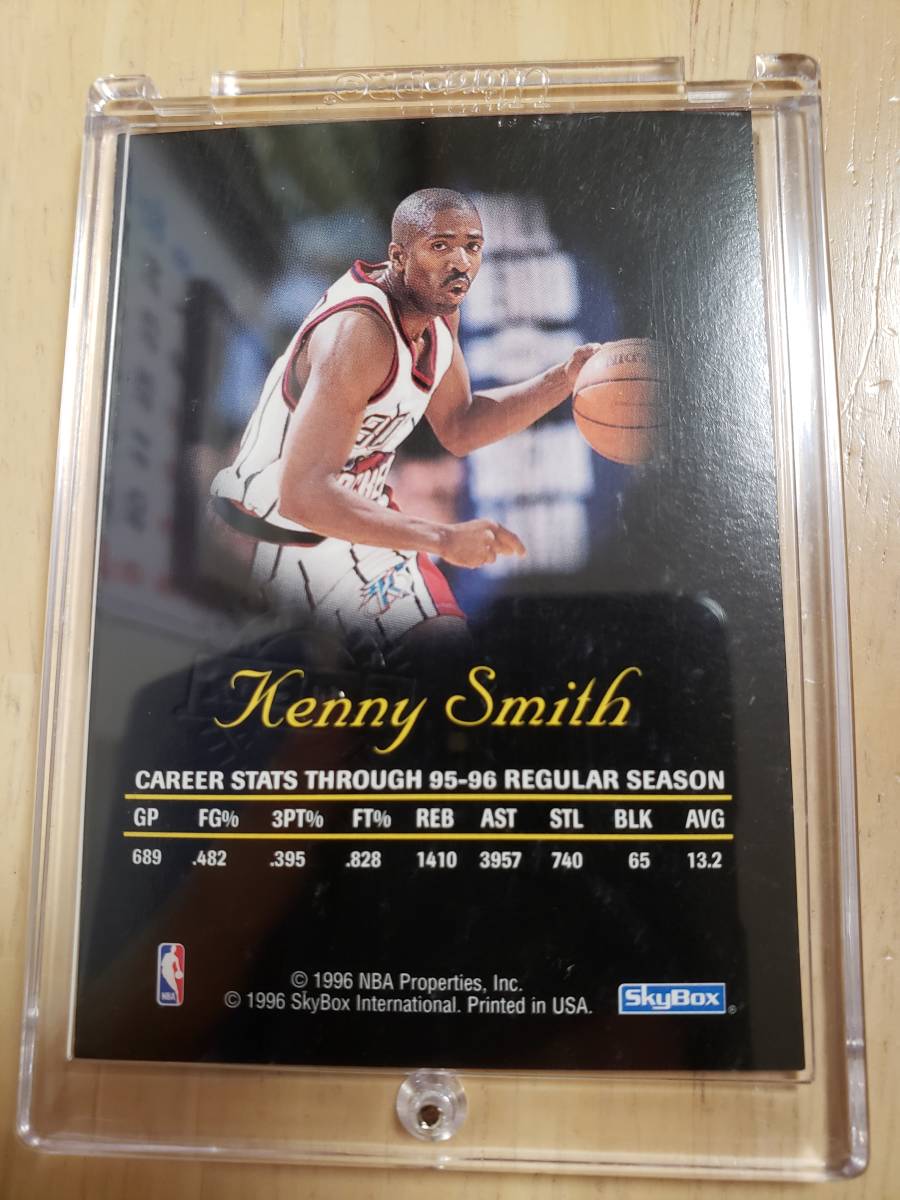 Kenny Smith
CAREER STATS THROUGH 95-96 REGULAR SEASON
GP FG% 3PT% FT% REB AST STL BLK AVG
689 .482 .395 .828 1410 3957 740 65 13.2
NBA
© 1996 NBA Properties, Inc.
© 1996 SkyBox International. Printed in USA.
SkyBox®